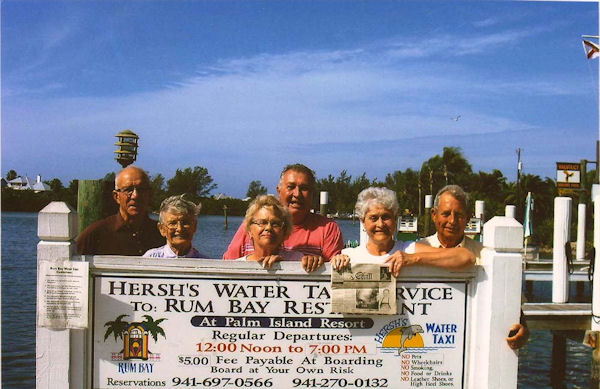 HERSH'S WATER TA
VICE
TO: RUM BAY REST
NT
At Palm Island Resort
Regular Departures:
12:00 Noon to 7:00 PM
$5.00 Fee Payable At Boarding
Board at Your Own Risk
Reservations 941-697-0566 941-270-0132
RUM BAY
HERSH'S
WATER
TAXI
NO Pets
NO Wheelchairs
NO Smoking
NO Food or Drinks
NO Leather Shoes, or
High Heel Shoes